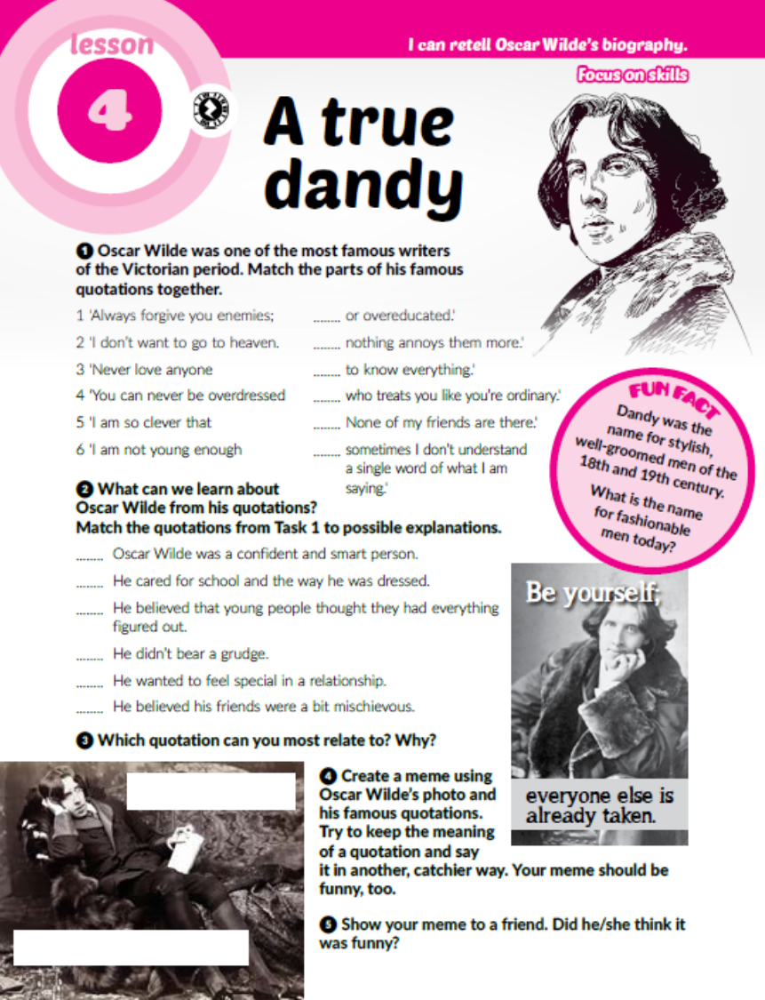 lesson
4
I can retell Oscar Wilde's biography.
Focus on skills
A true
dandy
1 Oscar Wilde was one of the most famous writers
of the Victorian period. Match the parts of his famous
quotations together.
1 'Always forgive you enemies; ........ or overeducated.'
2 'I don't want to go to heaven. ........ nothing annoys them more.'
3 'Never love anyone ........ to know everything.'
4 'You can never be overdressed ........ who treats you like you're ordinary.'
5 'I am so clever that ........ None of my friends are there.'
6 'I am not young enough ........ sometimes I don't understand
a single word of what I am
saying.'
FUN FACT
Dandy was the
name for stylish,
well-groomed men of the
18th and 19th century.
What is the name
for fashionable
men today?
2 What can we learn about
Oscar Wilde from his quotations?
Match the quotations from Task 1 to possible explanations.
........ Oscar Wilde was a confident and smart person.
........ He cared for school and the way he was dressed.
........ He believed that young people thought they had everything
figured out.
........ He didn't bear a grudge.
........ He wanted to feel special in a relationship.
........ He believed his friends were a bit mischievous.
Be yourself;
everyone else is
already taken.
3 Which quotation can you most relate to? Why?
4 Create a meme using
Oscar Wilde's photo and
his famous quotations.
Try to keep the meaning
of a quotation and say
it in another, catchier way. Your meme should be
funny, too.
5 Show your meme to a friend. Did he/she think it
was funny?